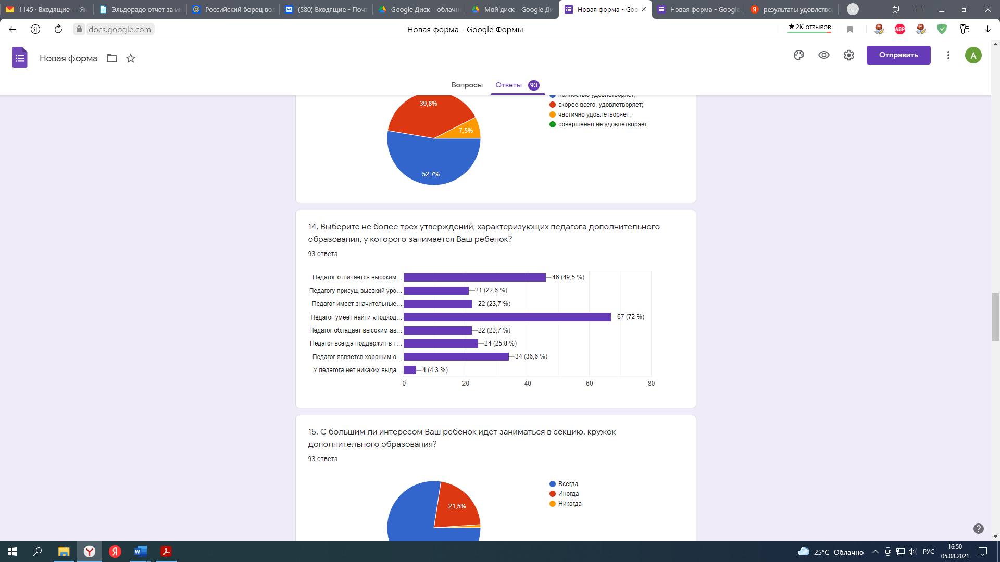 1145 · Входящие — Ян
Эльдорадо отчет за ию
Российский борец вол
(580) Входящие - Почт
Google Диск – облачн
Мой диск – Google Ди
Новая форма - Goo
Новая форма - Google
результаты удовлетво
docs.google.com
Новая форма - Google Формы
★2K отзывов
ABP
Новая форма
Отправить
A
Вопросы
Ответы 93
полностью удовлетворяет;
скорее всего, удовлетворяет;
частично удовлетворяет;
совершенно не удовлетворяет;
39,8%
7,5%
52,7%
14. Выберите не более трех утверждений, характеризующих педагога дополнительного
образования, у которого занимается Ваш ребенок?
93 ответа
Педагог отличается высоким... 46 (49,5 %)
Педагогу присущ высокий уро... 21 (22,6 %)
Педагог имеет значительные... 22 (23,7 %)
Педагог умеет найти «подход... 67 (72 %)
Педагог обладает высоким ав... 22 (23,7 %)
Педагог всегда поддержит в т... 24 (25,8 %)
Педагог является хорошим о... 34 (36,6 %)
У педагога нет никаких выда... 4 (4,3 %)
0 20 40 60 80
15. С большим ли интересом Ваш ребенок идет заниматься в секцию, кружок
дополнительного образования?
93 ответа
Всегда
Иногда
Никогда
21,5%
25°C Облачно
РУС
16:50
05.08.2021